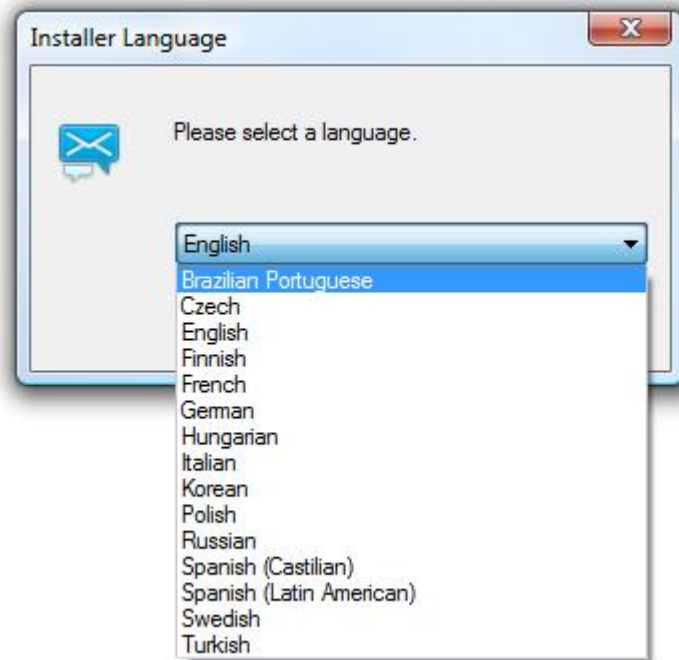 Installer Language
Please select a language.
English
Brazilian Portuguese
Czech
English
Finnish
French
German
Hungarian
Italian
Korean
Polish
Russian
Spanish (Castilian)
Spanish (Latin American)
Swedish
Turkish